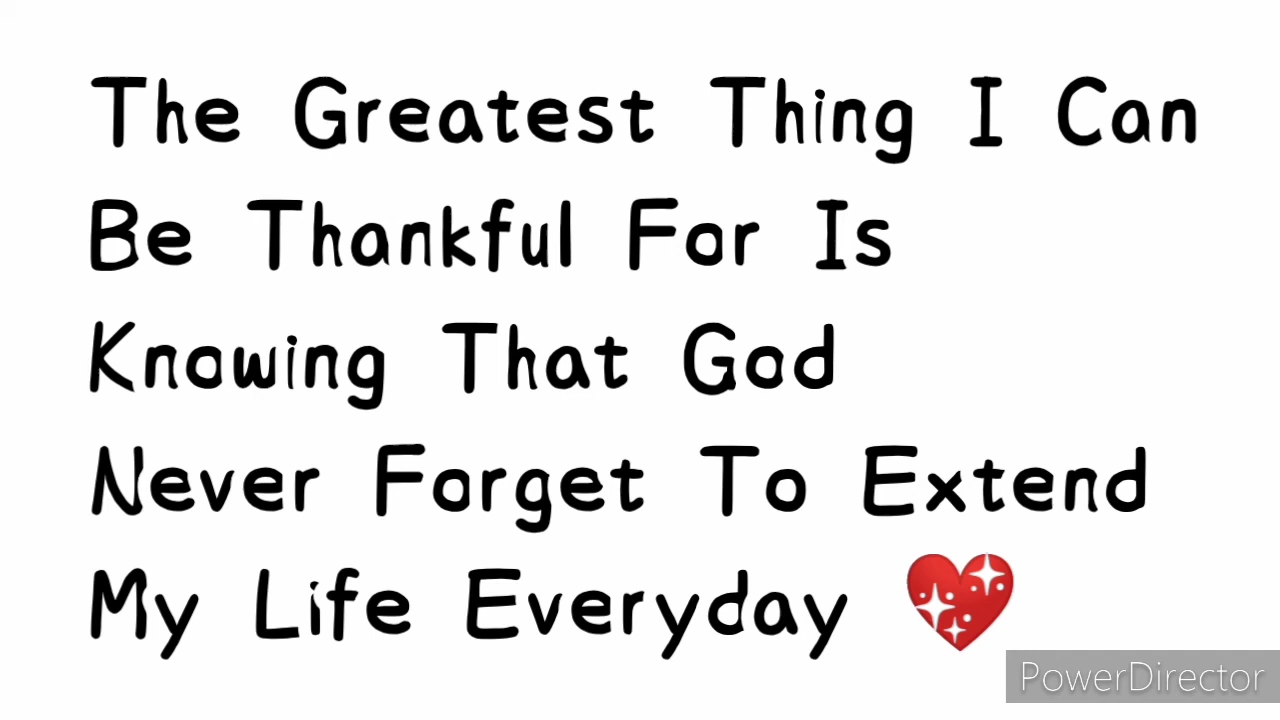 The Greatest Thing I Can
Be Thankful For Is
Knowing That God
Never Forget To Extend
My Life Everyday 💖
PowerDirector